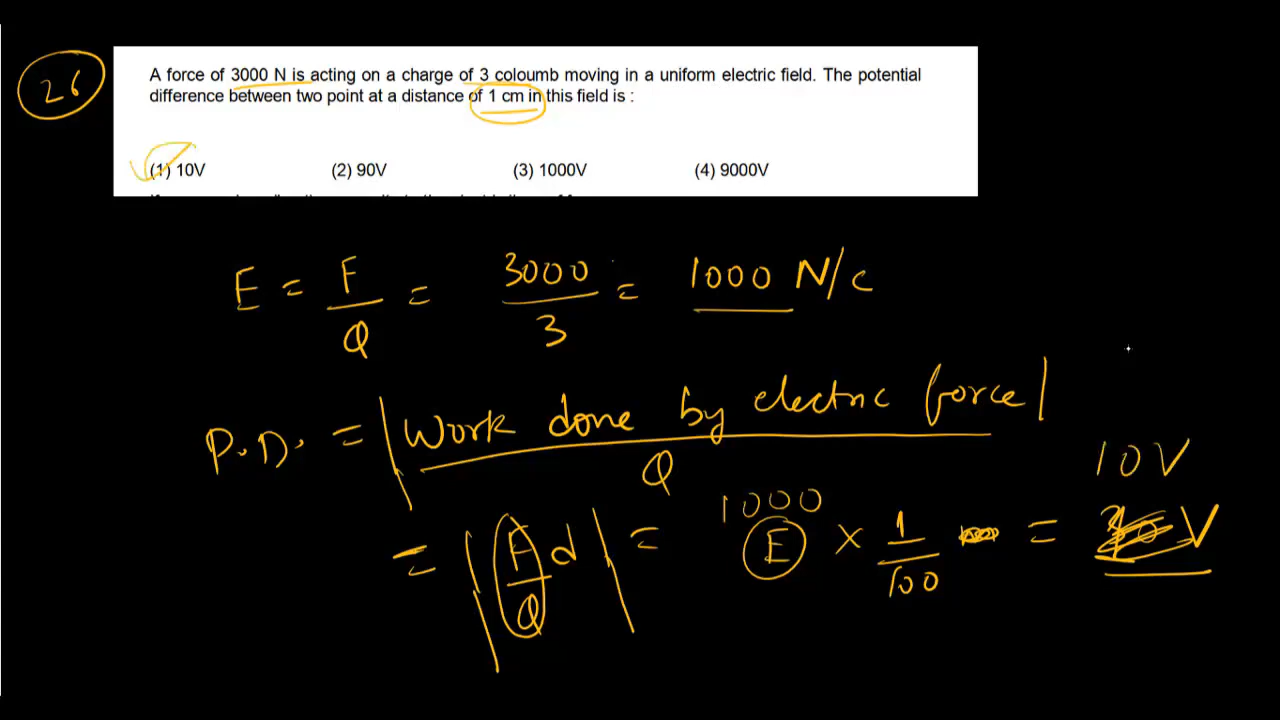 26
A force of 3000 N is acting on a charge of 3 coloumb moving in a uniform electric field. The potential
difference between two point at a distance of 1 cm in this field is :
(1) 10V (2) 90V (3) 1000V (4) 9000V
E = F/Q = 3000/3 = 1000 N/C
P.D. = |Work done by electric force|/Q
= |F/Q d| = E × 1/100 = V
1000
10V